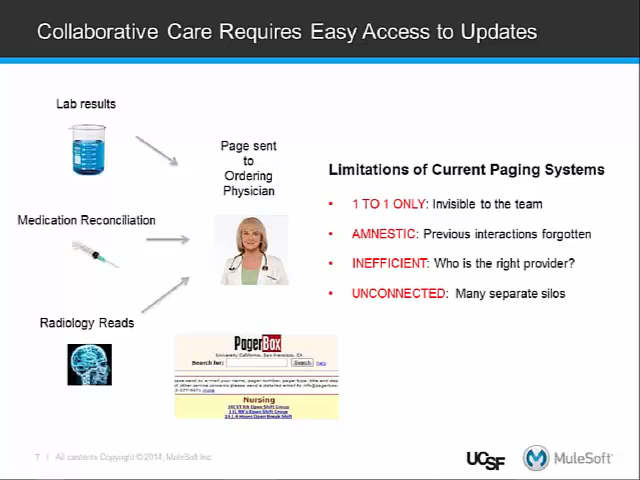 Collaborative Care Requires Easy Access to Updates
Lab results
Medication Reconciliation
Radiology Reads
Page sent
to
Ordering
Physician
Limitations of Current Paging Systems
• 1 TO 1 ONLY: Invisible to the team
• AMNESTIC: Previous interactions forgotten
• INEFFICIENT: Who is the right provider?
• UNCONNECTED: Many separate silos
PagerBox
University of California, San Francisco, CA
Search for: Search help
Nursing
7 | All contents Copyright © 2014, MuleSoft Inc.
UCSF
MuleSoft